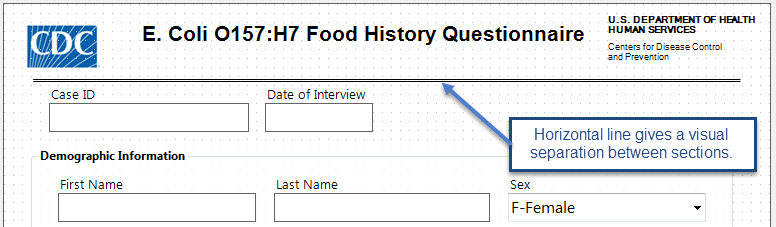 CDC
E. Coli O157:H7 Food History Questionnaire
U.S. DEPARTMENT OF HEALTH
HUMAN SERVICES
Centers for Disease Control
and Prevention
Case ID
Date of Interview
Horizontal line gives a visual
separation between sections.
Demographic Information
First Name
Last Name
Sex
F-Female